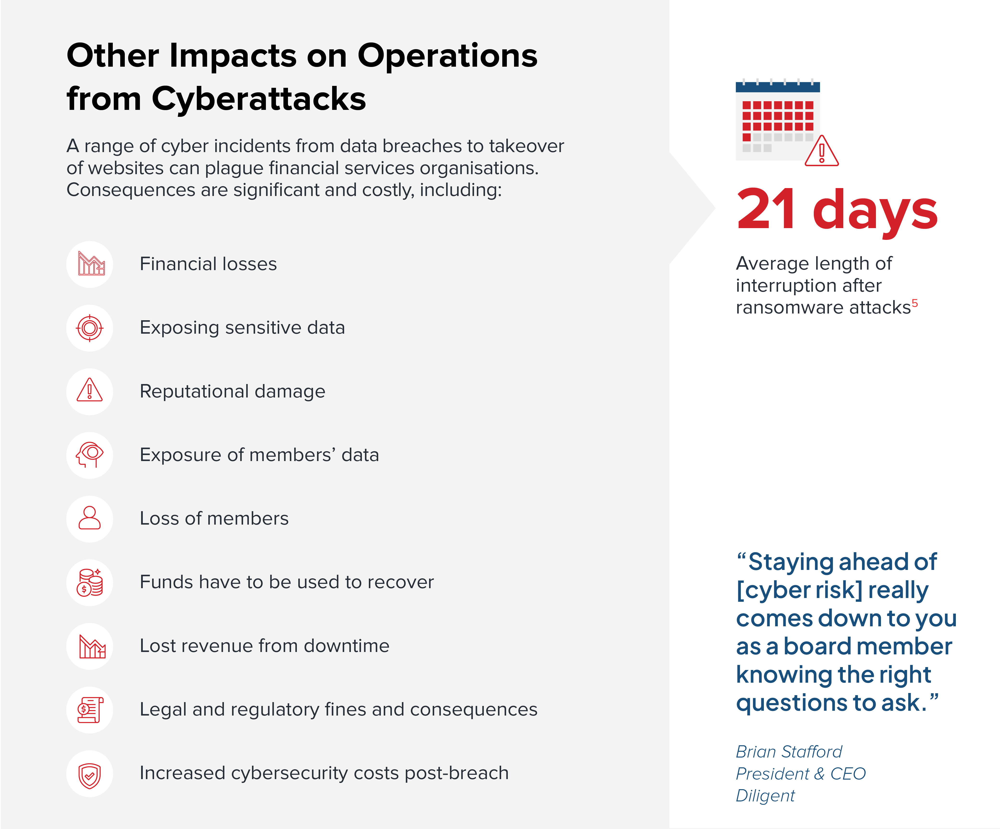 Other Impacts on Operations
from Cyberattacks
A range of cyber incidents from data breaches to takeover
of websites can plague financial services organisations.
Consequences are significant and costly, including:
Financial losses
Exposing sensitive data
Reputational damage
Exposure of members’ data
Loss of members
Funds have to be used to recover
Lost revenue from downtime
Legal and regulatory fines and consequences
Increased cybersecurity costs post-breach
21 days
Average length of
interruption after
ransomware attacks5
“Staying ahead of
[cyber risk] really
comes down to you
as a board member
knowing the right
questions to ask.”
Brian Stafford
President & CEO
Diligent